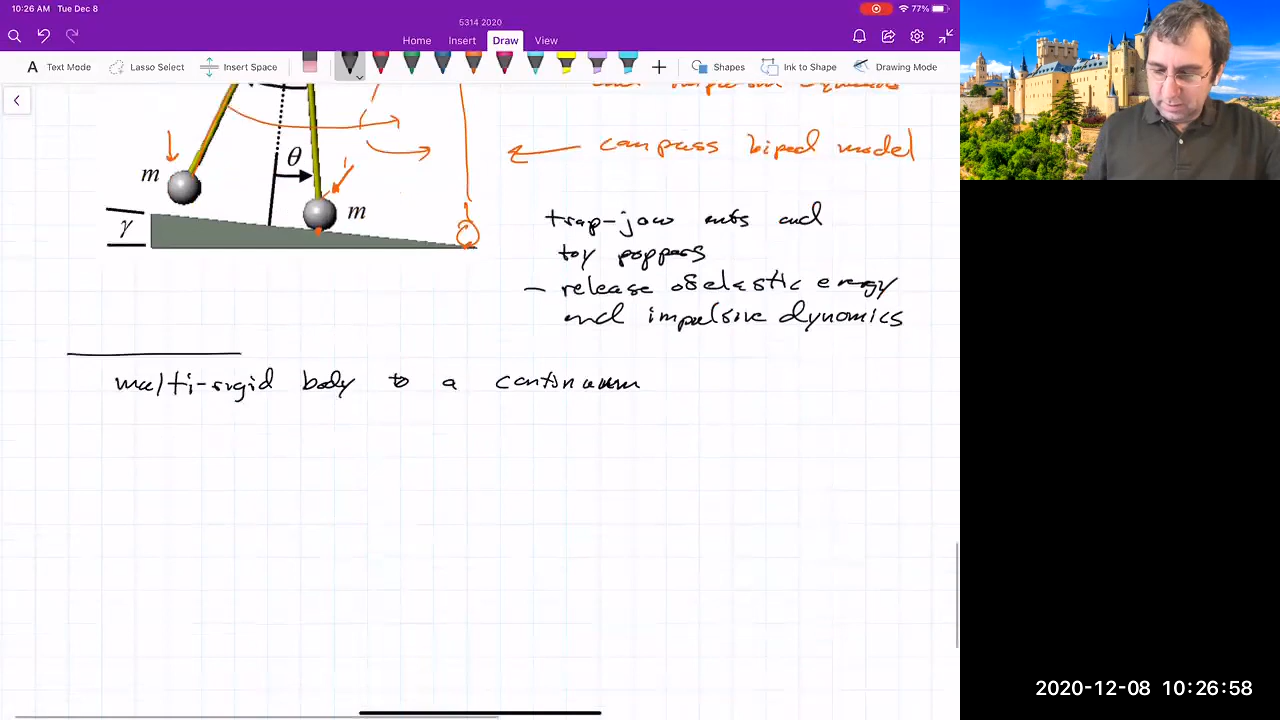 10:26 AM Tue Dec 8
77%
5314 2020
Home Insert Draw View
A Text Mode Lasso Select Insert Space Shapes Ink to Shape Drawing Mode
compass biped model
m
θ
m
γ
trap-jaw ants and
toy poppers
- release of elastic energy
and impulsive dynamics
multi-rigid body to a continuum
2020-12-08 10:26:58